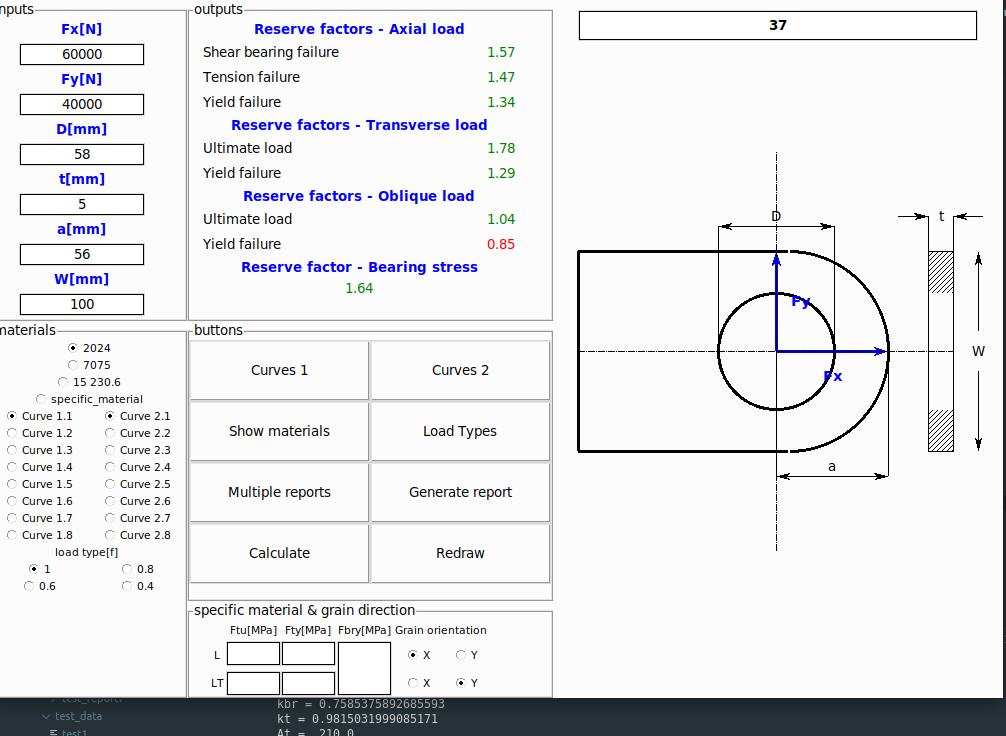 nputs
Fx[N]
60000
Fy[N]
40000
D[mm]
58
t[mm]
5
a[mm]
56
W[mm]
100
outputs
Reserve factors - Axial load
Shear bearing failure 1.57
Tension failure 1.47
Yield failure 1.34
Reserve factors - Transverse load
Ultimate load 1.78
Yield failure 1.29
Reserve factors - Oblique load
Ultimate load 1.04
Yield failure 0.85
Reserve factor - Bearing stress
1.64
37
D
t
Fy
W
Fx
a
materials
2024
7075
15 230.6
specific_material
Curve 1.1 Curve 2.1
Curve 1.2 Curve 2.2
Curve 1.3 Curve 2.3
Curve 1.4 Curve 2.4
Curve 1.5 Curve 2.5
Curve 1.6 Curve 2.6
Curve 1.7 Curve 2.7
Curve 1.8 Curve 2.8
load type[f]
1 0.8
0.6 0.4
buttons
Curves 1 Curves 2
Show materials Load Types
Multiple reports Generate report
Calculate Redraw
specific material & grain direction
Ftu[MPa] Fty[MPa] Fbry[MPa] Grain orientation
L X Y
LT X Y
kbr = 0.7585375892685593
test_data kt = 0.9815031999085171
test1 At = 210.0